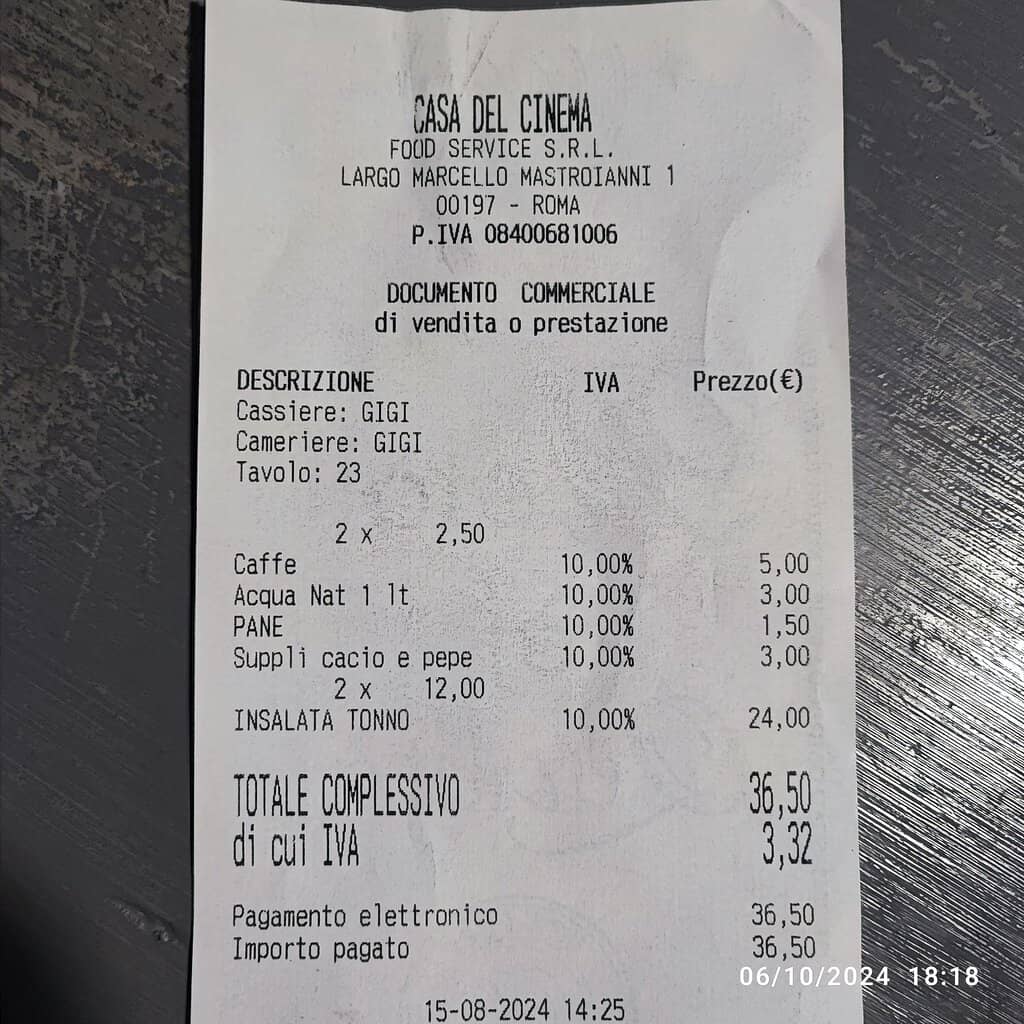 CASA DEL CINEMA
FOOD SERVICE S.R.L.
LARGO MARCELLO MASTROIANNI 1
00197 - ROMA
P.IVA 08400681006
DOCUMENTO COMMERCIALE
di vendita o prestazione
DESCRIZIONE IVA Prezzo(€)
Cassiere: GIGI
Cameriere: GIGI
Tavolo: 23
2 x 2,50
Caffe 10,00% 5,00
Acqua Nat 1 lt 10,00% 3,00
PANE 10,00% 1,50
Suppli cacio e pepe 10,00% 3,00
2 x 12,00
INSALATA TONNO 10,00% 24,00
TOTALE COMPLESSIVO 36,50
di cui IVA 3,32
Pagamento elettronico 36,50
Importo pagato 36,50
06/10/2024 18:18
15-08-2024 14:25